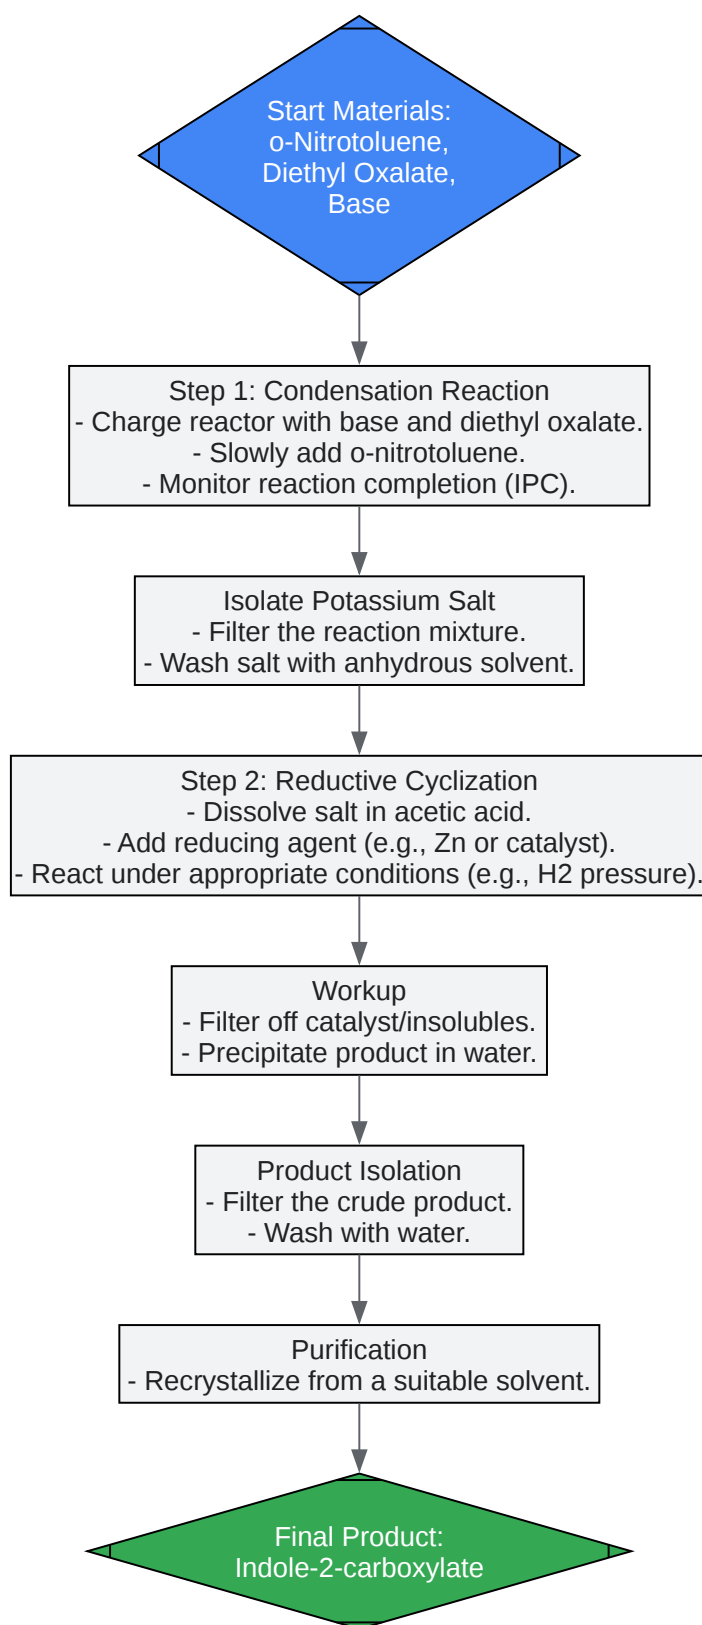 Start Materials:
o-Nitrotoluene,
Diethyl Oxalate,
Base
Step 1: Condensation Reaction
- Charge reactor with base and diethyl oxalate.
- Slowly add o-nitrotoluene.
- Monitor reaction completion (IPC).
Isolate Potassium Salt
- Filter the reaction mixture.
- Wash salt with anhydrous solvent.
Step 2: Reductive Cyclization
- Dissolve salt in acetic acid.
- Add reducing agent (e.g., Zn or catalyst).
- React under appropriate conditions (e.g., H2 pressure).
Workup
- Filter off catalyst/insolubles.
- Precipitate product in water.
Product Isolation
- Filter the crude product.
- Wash with water.
Purification
- Recrystallize from a suitable solvent.
Final Product:
Indole-2-carboxylate